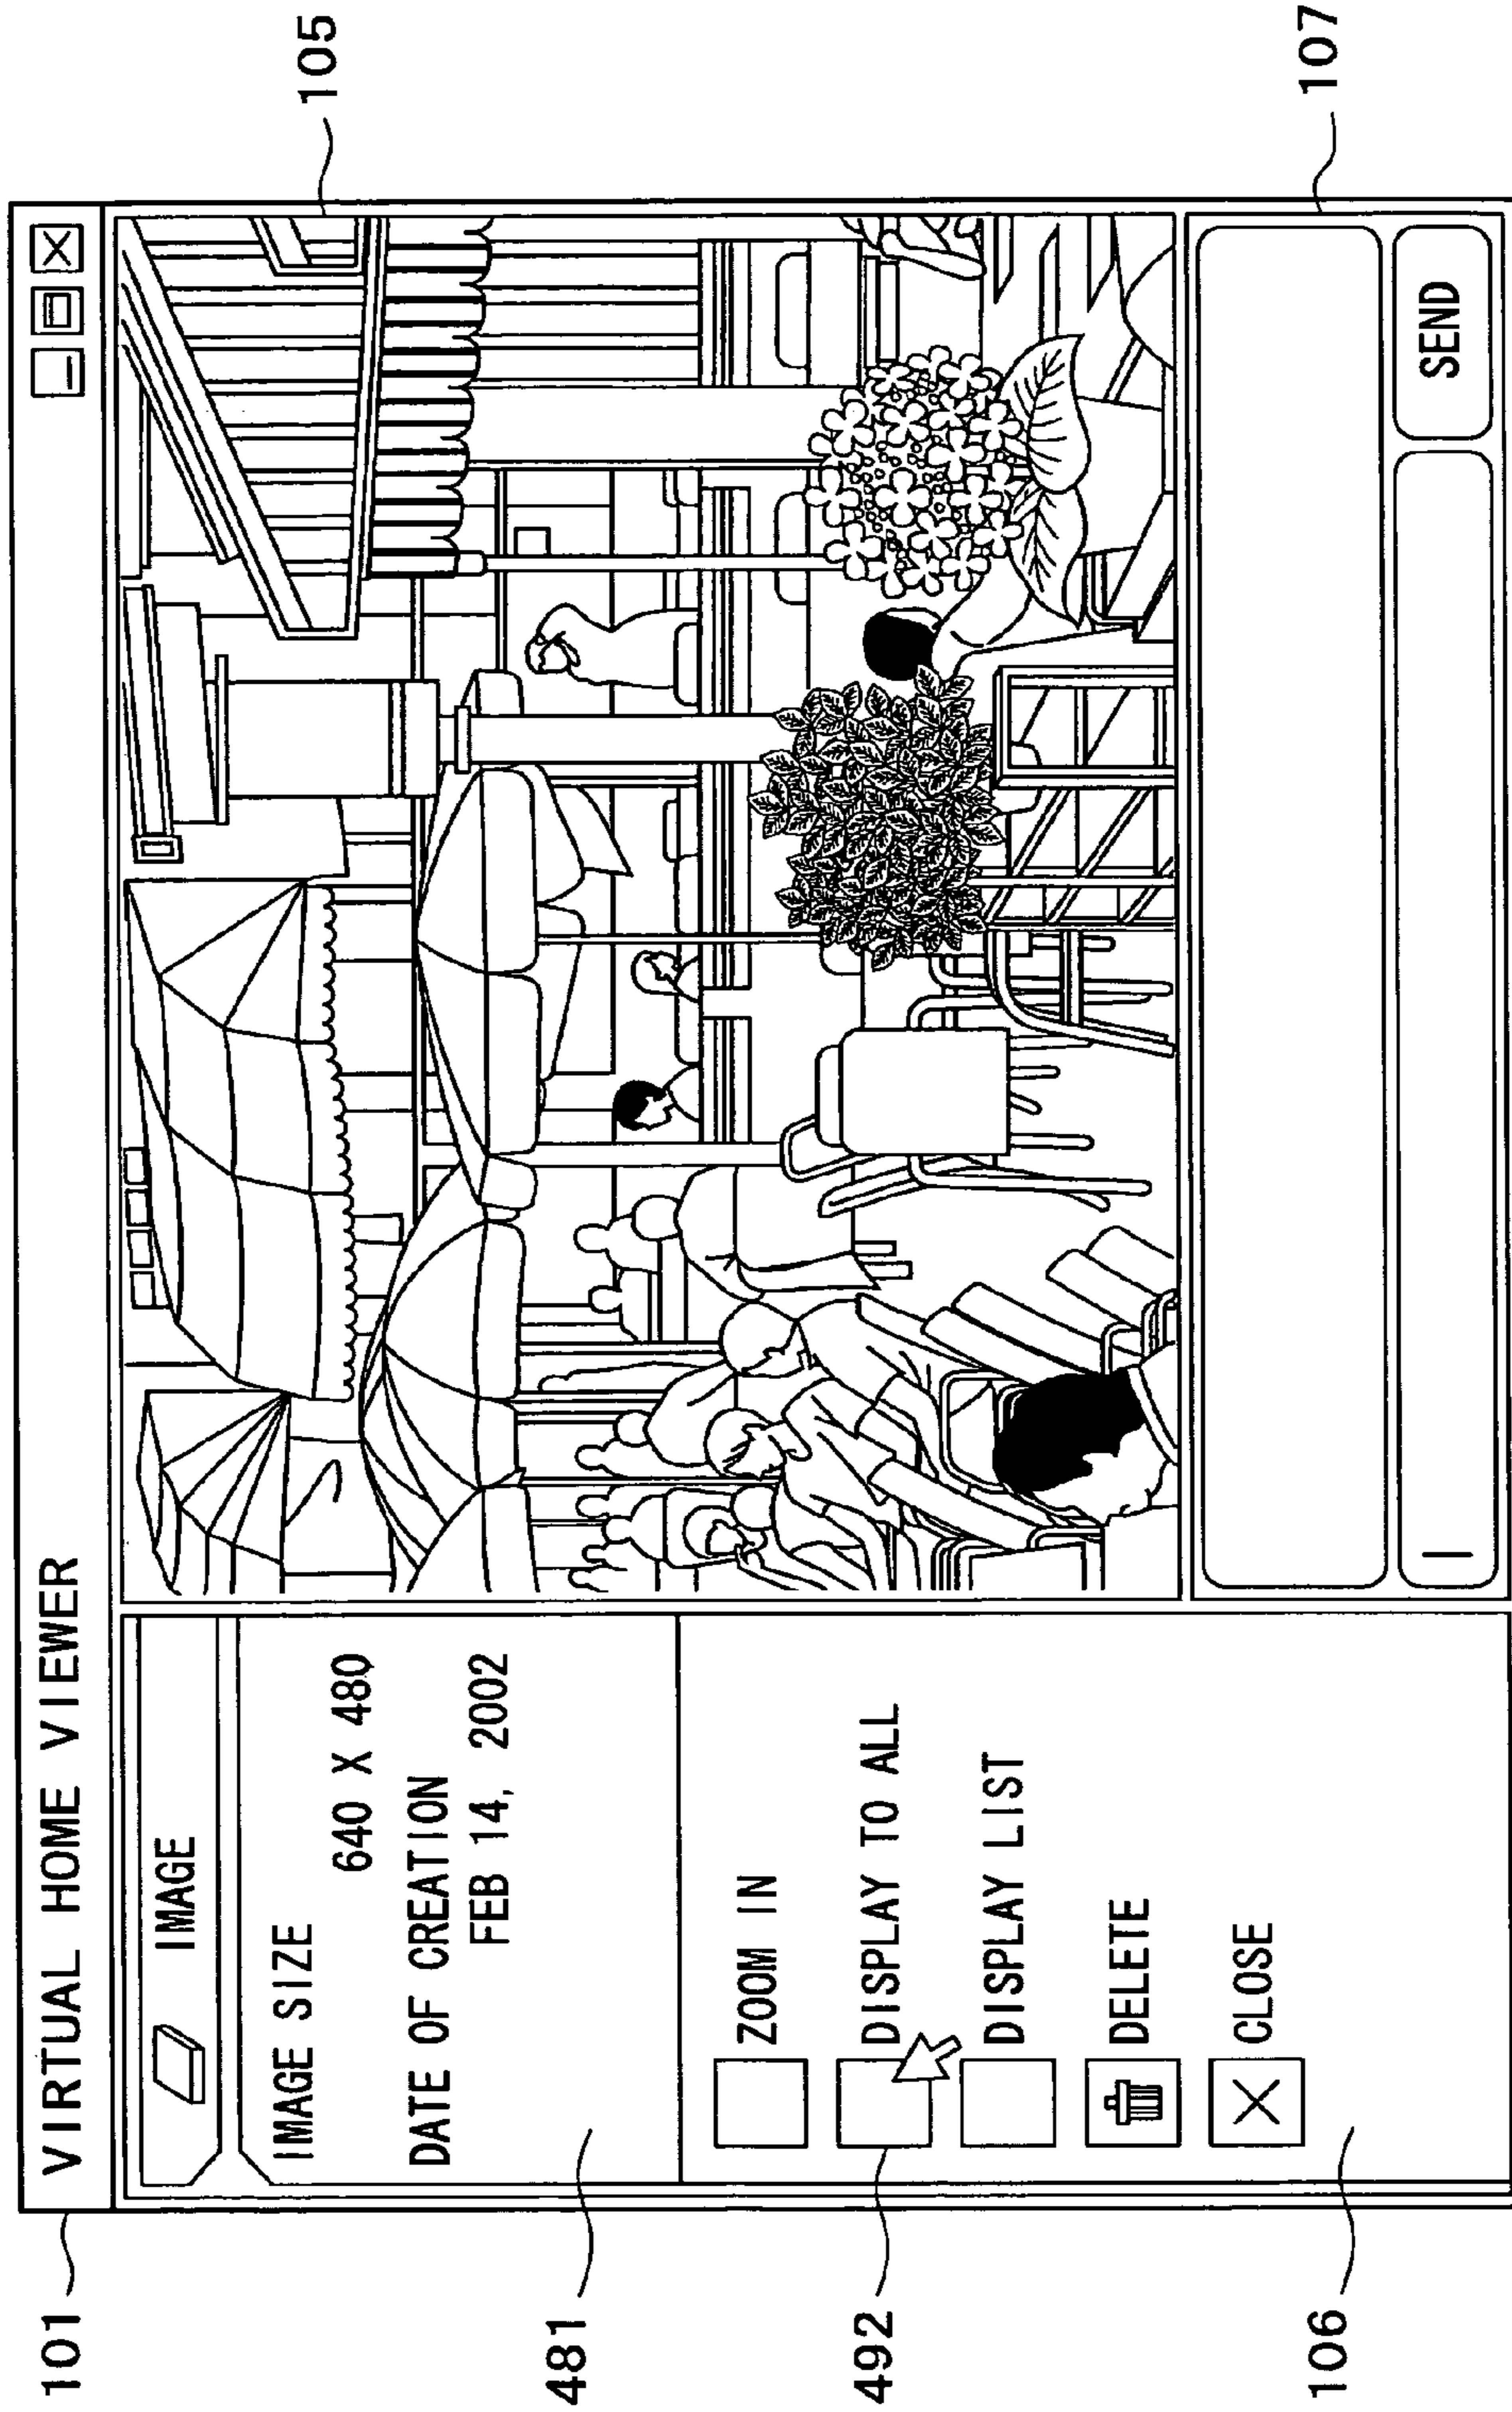 VIRTUAL HOME VIEWER
101
105
IMAGE
IMAGE SIZE
640 X 480
DATE OF CREATION
FEB 14, 2002
481
ZOOM IN
492
DISPLAY TO ALL
DISPLAY LIST
DELETE
CLOSE
106
107
SEND